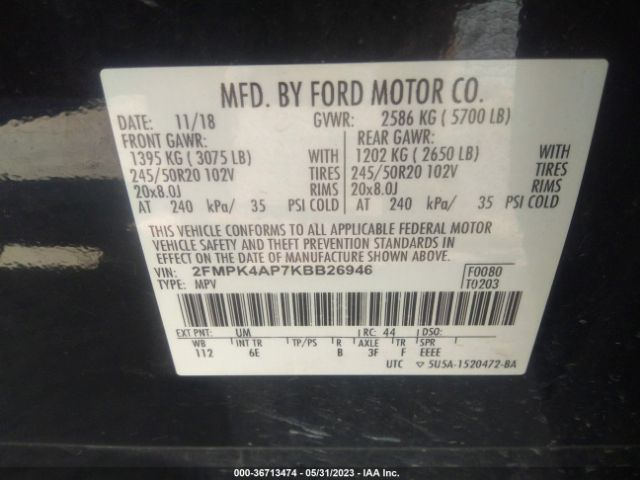 MFD. BY FORD MOTOR CO.
DATE: 11/18 GVWR: 2586 KG ( 5700 LB)
FRONT GAWR: REAR GAWR:
1395 KG ( 3075 LB) WITH 1202 KG ( 2650 LB) WITH
245/50R20 102V TIRES 245/50R20 102V TIRES
20x8.0J RIMS 20x8.0J RIMS
AT 240 kPa/ 35 PSI COLD AT 240 kPa/ 35 PSI COLD
THIS VEHICLE CONFORMS TO ALL APPLICABLE FEDERAL MOTOR
VEHICLE SAFETY AND THEFT PREVENTION STANDARDS IN
EFFECT ON THE DATE OF MANUFACTURE SHOWN ABOVE.
VIN: 2FMPK4AP7KBB26946 F0080
TYPE: MPV T0203
EXT PNT: UM RC: 44 DSO:
WB INT TR TP/PS R AXLE TR SPR
112 6E B 3F F EEEE
UTC ▽ 5USA-1520472-BA
000-36713474 — 05/31/2023 — IAA Inc.